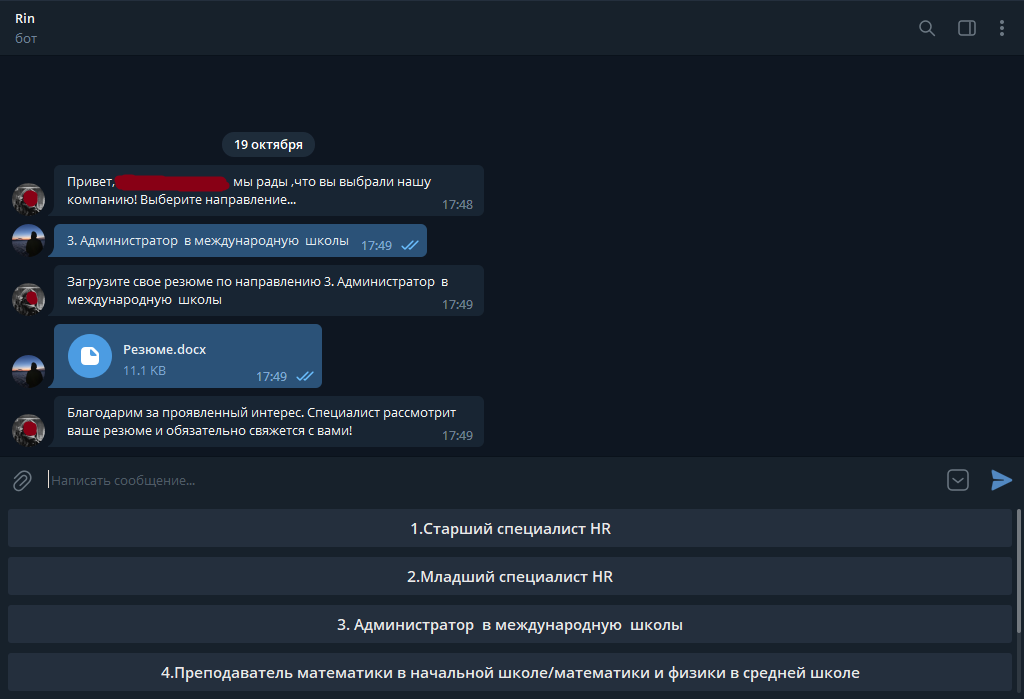 Rin
бот
19 октября
Привет, мы рады ,что вы выбрали нашу
компанию! Выберите направление...
17:48
3. Администратор в международную школы
17:49
Загрузите свое резюме по направлению 3. Администратор в
международную школы
17:49
Резюме.docx
11.1 KB
17:49
Благодарим за проявленный интерес. Специалист рассмотрит
ваше резюме и обязательно свяжется с вами!
17:49
Написать сообщение...
1.Старший специалист HR
2.Младший специалист HR
3. Администратор в международную школы
4.Преподаватель математики в начальной школе/математики и физики в средней школе